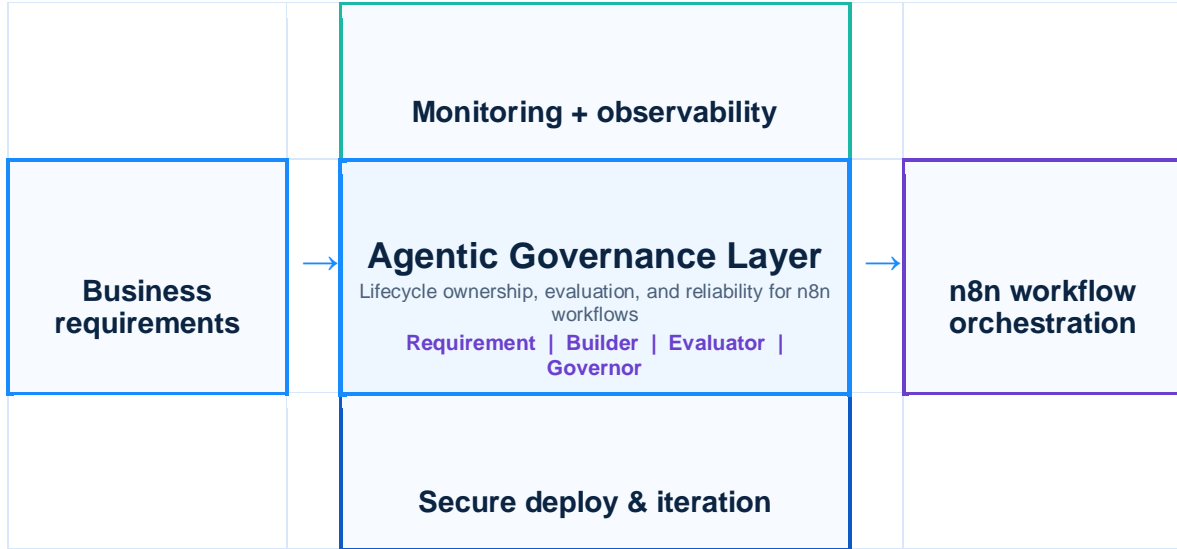 Monitoring + observability
Business
requirements
→
Agentic Governance Layer
Lifecycle ownership, evaluation, and reliability for n8n
workflows
Requirement | Builder | Evaluator |
Governor
→
n8n workflow
orchestration
Secure deploy & iteration